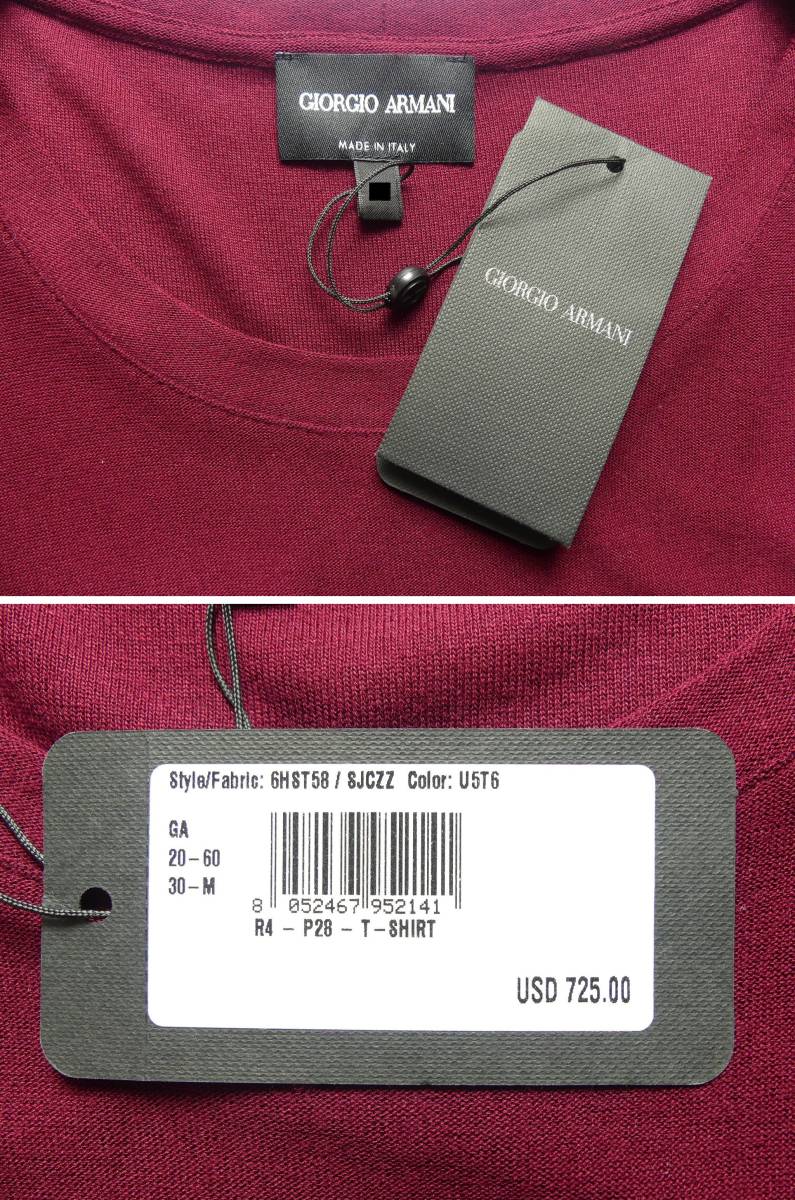 GIORGIO ARMANI
MADE IN ITALY
GIORGIO ARMANI
Style/Fabric: 6HST58 / SJCZZ Color: U5T6
GA
20-60
30-M
8 052467 952141
R4 - P28 - T-SHIRT
USD 725.00